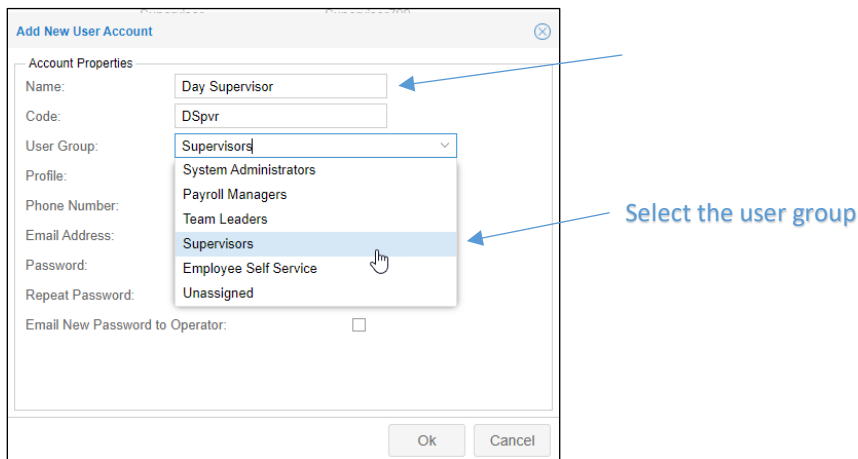 Add New User Account
Account Properties
Name: Day Supervisor
Code: DSpvr
User Group: Supervisors
System Administrators
Profile:
Payroll Managers
Phone Number:
Team Leaders
Email Address:
Supervisors
Select the user group
Password:
Employee Self Service
Repeat Password:
Unassigned
Email New Password to Operator:
Ok Cancel